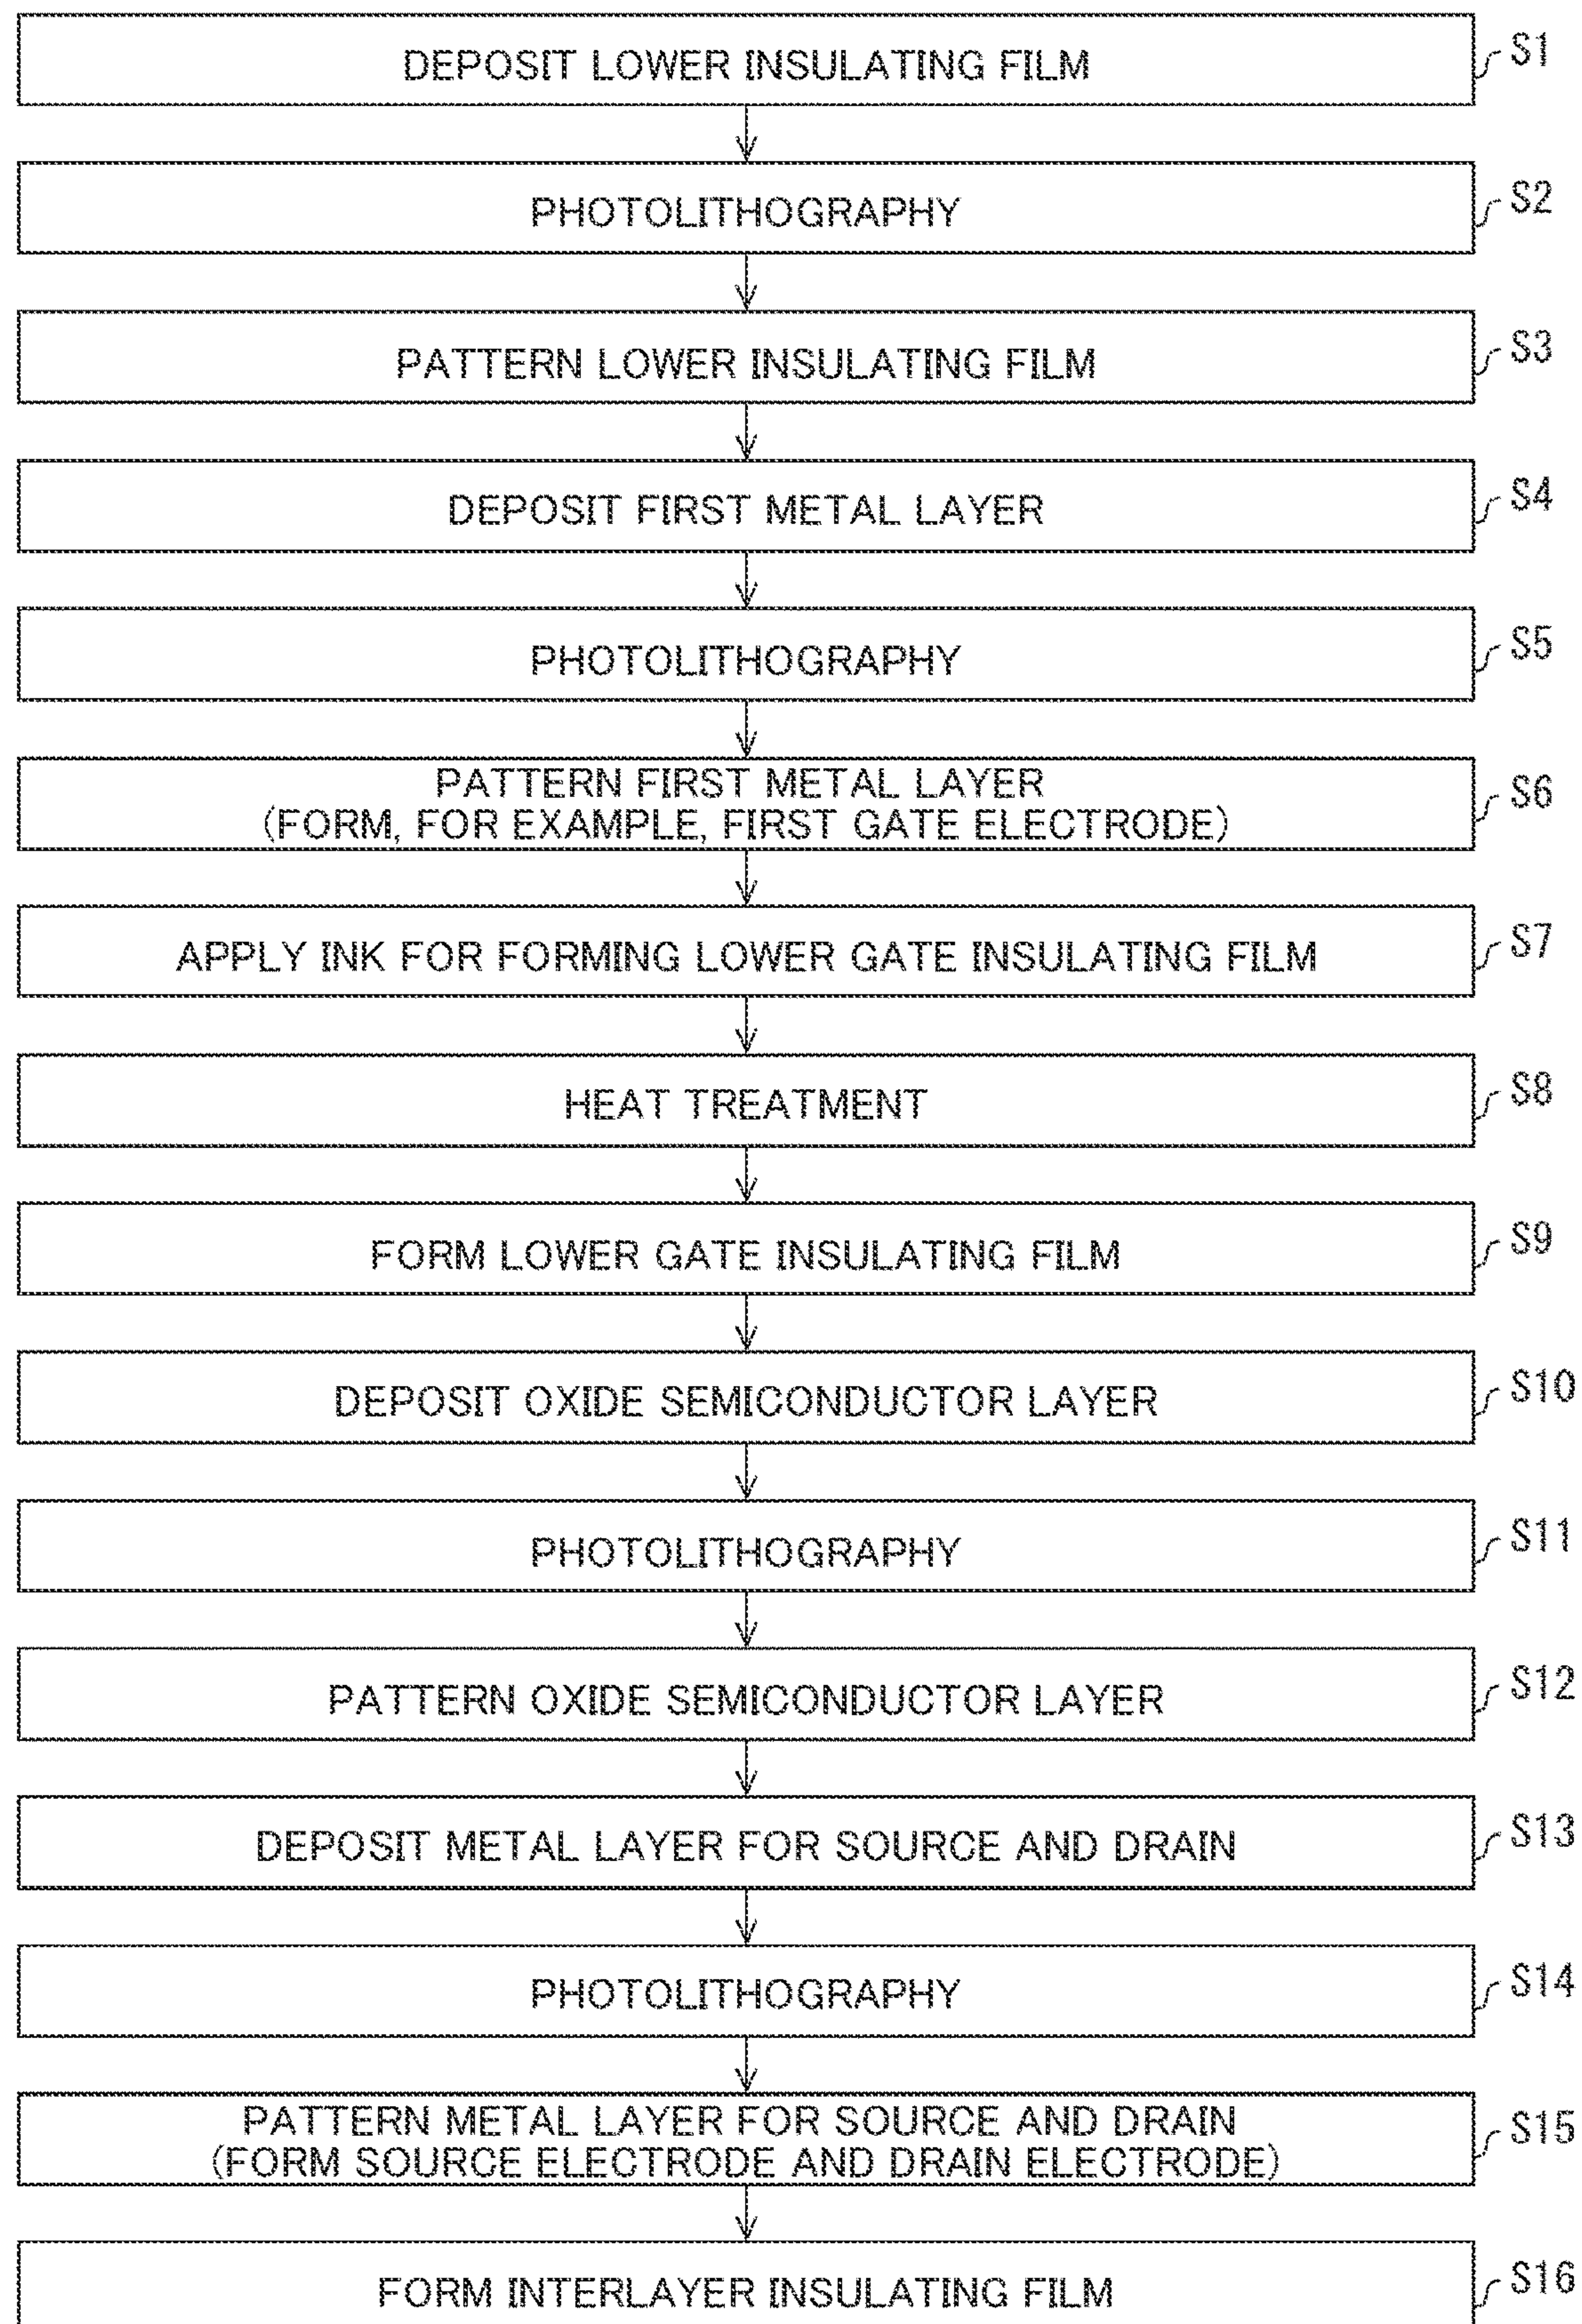 DEPOSIT LOWER INSULATING FILM S1
PHOTOLITHOGRAPHY S2
PATTERN LOWER INSULATING FILM S3
DEPOSIT FIRST METAL LAYER S4
PHOTOLITHOGRAPHY S5
PATTERN FIRST METAL LAYER
(FORM, FOR EXAMPLE, FIRST GATE ELECTRODE) S6
APPLY INK FOR FORMING LOWER GATE INSULATING FILM S7
HEAT TREATMENT S8
FORM LOWER GATE INSULATING FILM S9
DEPOSIT OXIDE SEMICONDUCTOR LAYER S10
PHOTOLITHOGRAPHY S11
PATTERN OXIDE SEMICONDUCTOR LAYER S12
DEPOSIT METAL LAYER FOR SOURCE AND DRAIN S13
PHOTOLITHOGRAPHY S14
PATTERN METAL LAYER FOR SOURCE AND DRAIN
(FORM SOURCE ELECTRODE AND DRAIN ELECTRODE) S15
FORM INTERLAYER INSULATING FILM S16